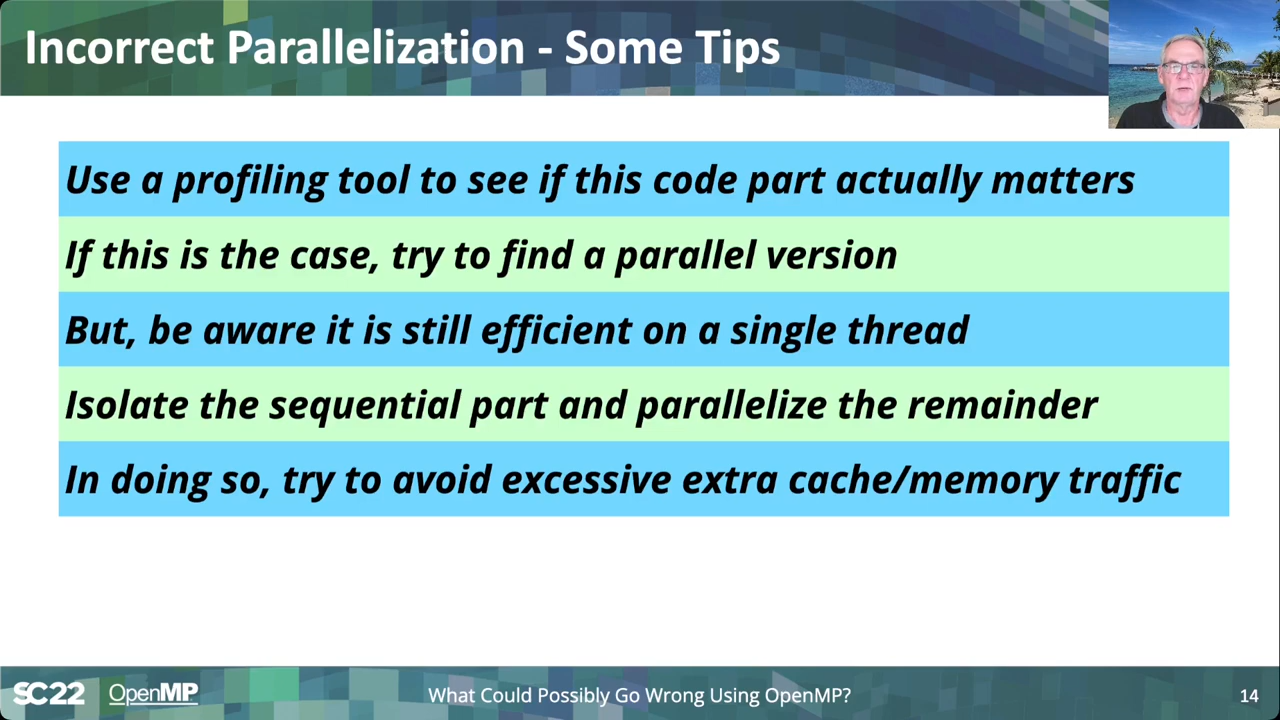 Incorrect Parallelization - Some Tips
Use a profiling tool to see if this code part actually matters
If this is the case, try to find a parallel version
But, be aware it is still efficient on a single thread
Isolate the sequential part and parallelize the remainder
In doing so, try to avoid excessive extra cache/memory traffic
SC22 OpenMP What Could Possibly Go Wrong Using OpenMP? 14